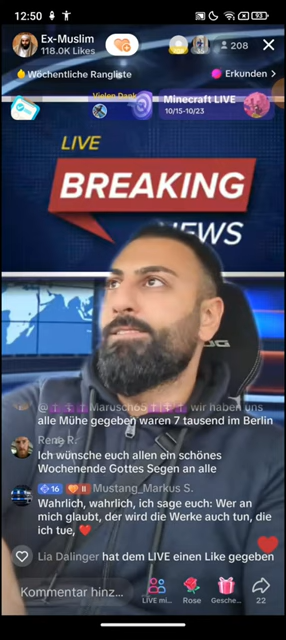 12:50
93
Ex-Muslim
118.0K Likes
208
Wöchentliche Rangliste
Erkunden >
Vielen Dank
Minecraft LIVE
10/15-10/23
LIVE
BREAKING
NEWS
wir haben uns
alle Mühe gegeben waren 7 tausend im Berlin
Rena R.
Ich wünsche euch allen ein schönes
Wochenende Gottes Segen an alle
16 II Mustang_Markus S.
Wahrlich, wahrlich, ich sage euch: Wer an
mich glaubt, der wird die Werke auch tun, die
ich tue, ❤️
Lia Dalinger hat dem LIVE einen Like gegeben
Kommentar hinz...
LIVE mi...
Rose
Gesche...
22